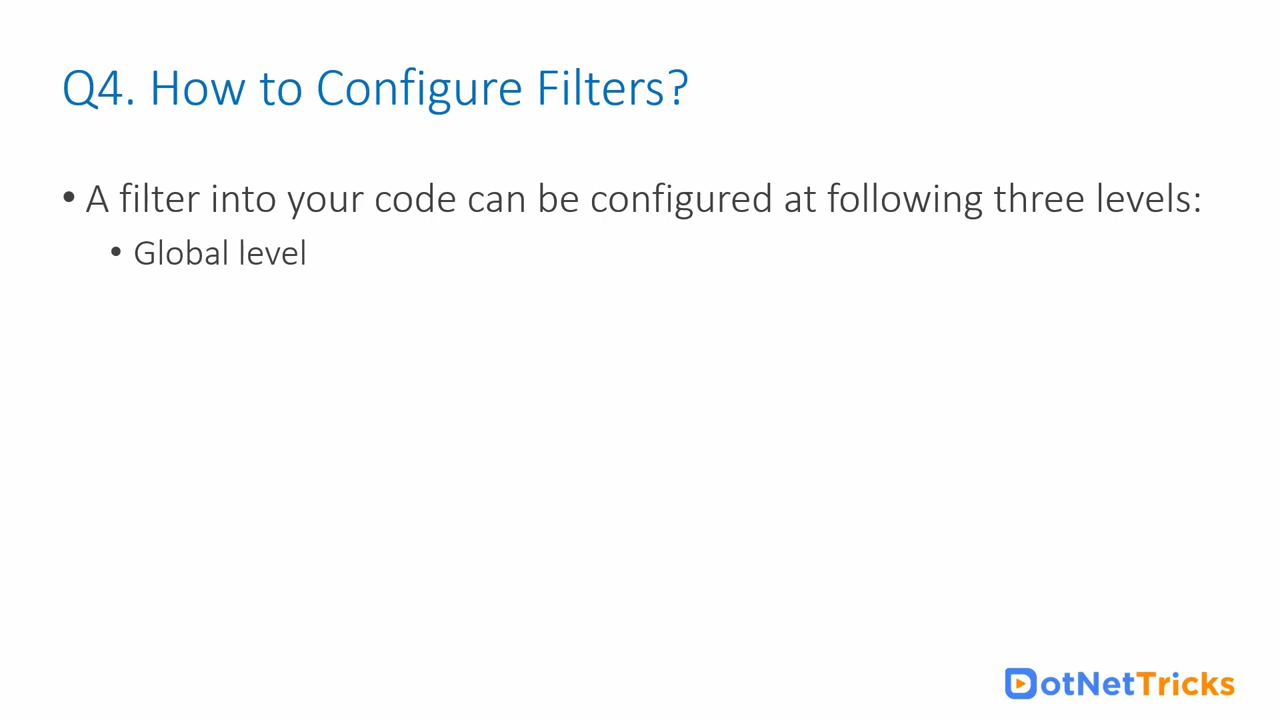 Q4. How to Configure Filters?
• A filter into your code can be configured at following three levels:
• Global level
DotNetTricks